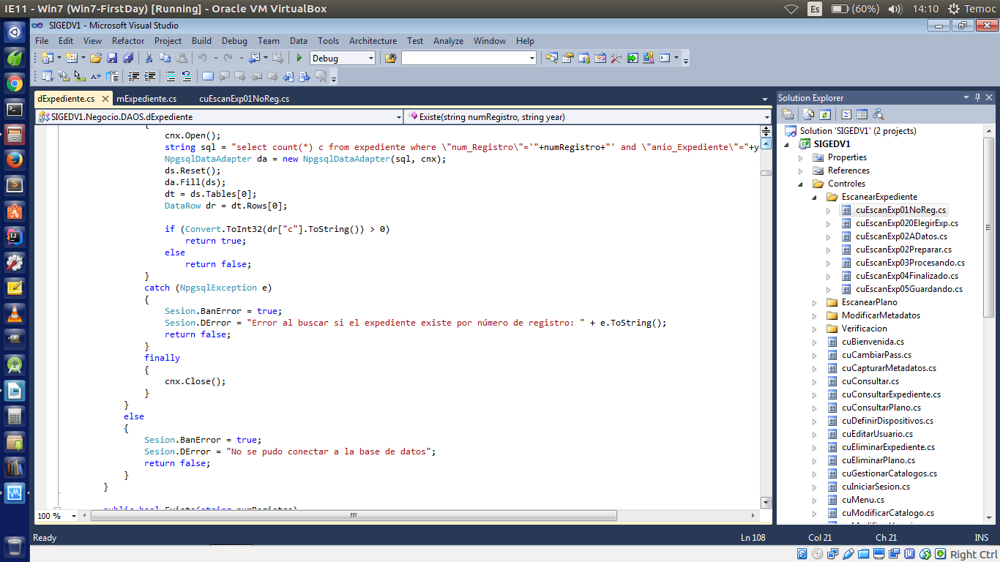 IE11 - Win7 (Win7-FirstDay) [Running] - Oracle VM VirtualBox
Es (60%) 14:10 Temoc
SIGEDV1 - Microsoft Visual Studio
File Edit View Refactor Project Build Debug Team Data Tools Architecture Test Analyze Window Help
Debug
dExpediente.cs mExpediente.cs cuEscanExp01NoReg.cs
SIGEDV1.Negocio.DAOS.dExpediente Existe(string numRegistro, string year)
{
cnx.Open();
string sql = "select count(*) c from expediente where \"num_Registro\"='"+numRegistro+"' and \"anio_Expediente\"="+y
NpgsqlDataAdapter da = new NpgsqlDataAdapter(sql, cnx);
ds.Reset();
da.Fill(ds);
dt = ds.Tables[0];
DataRow dr = dt.Rows[0];
if (Convert.ToInt32(dr["c"].ToString()) > 0)
return true;
else
return false;
}
catch (NpgsqlException e)
{
Sesion.BanError = true;
Sesion.DError = "Error al buscar si el expediente existe por número de registro: " + e.ToString();
return false;
}
finally
{
cnx.Close();
}
}
else
{
Sesion.BanError = true;
Sesion.DError = "No se pudo conectar a la base de datos";
return false;
}
}
public bool Existe(string numRegistro)
100 %
Solution Explorer
Solution 'SIGEDV1' (2 projects)
SIGEDV1
Properties
References
Controles
EscanearExpediente
cuEscanExp01NoReg.cs
cuEscanExp020ElegirExp.cs
cuEscanExp02ADatos.cs
cuEscanExp02Preparar.cs
cuEscanExp03Procesando.cs
cuEscanExp04Finalizado.cs
cuEscanExp05Guardando.cs
EscanearPlano
ModificarMetadatos
Verificacion
cuBienvenida.cs
cuCambiarPass.cs
cuCapturarMetadatos.cs
cuConsultar.cs
cuConsultarExpediente.cs
cuConsultarPlano.cs
cuDefinirDispositivos.cs
cuEditarUsuario.cs
cuEliminarExpediente.cs
cuEliminarPlano.cs
cuGestionarCatalogos.cs
cuIniciarSesion.cs
cuMenu.cs
cuModificarCatalogo.cs
Ready Ln 108 Col 21 Ch 21 INS
Right Ctrl